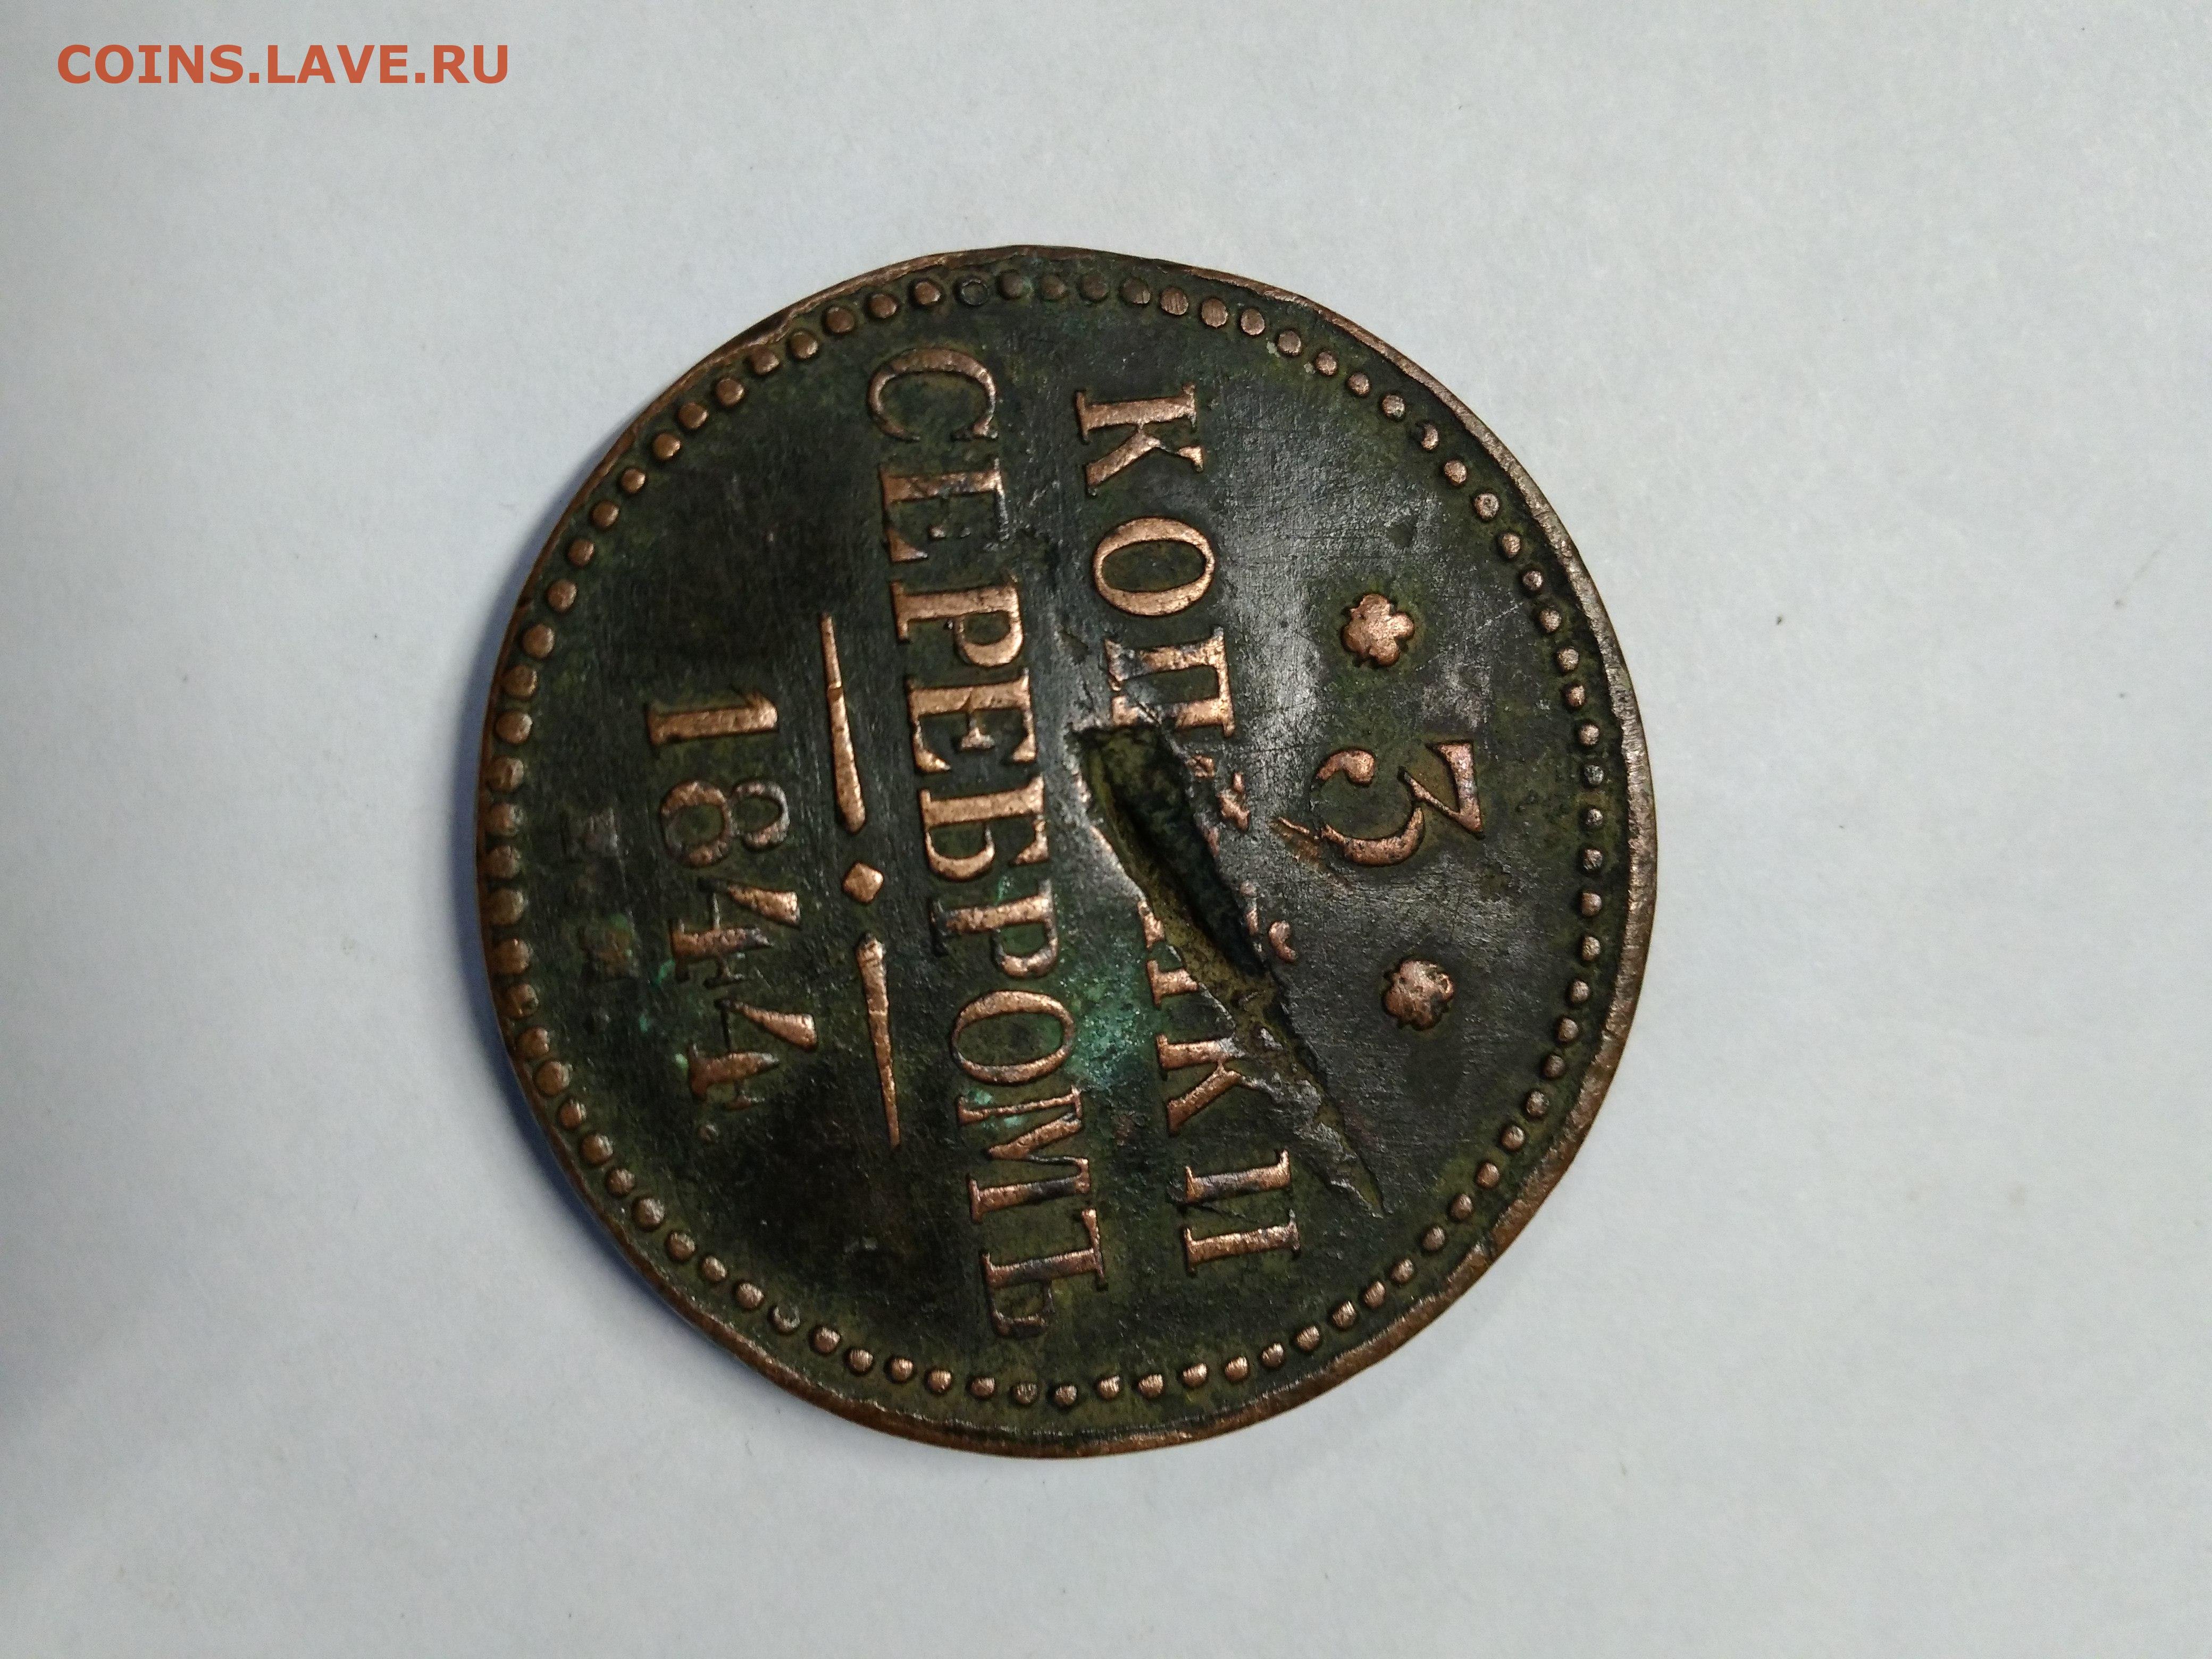 COINS.LAVE.RU
3
КОПѢЙКИ
СЕРЕБРОМЪ
1844.